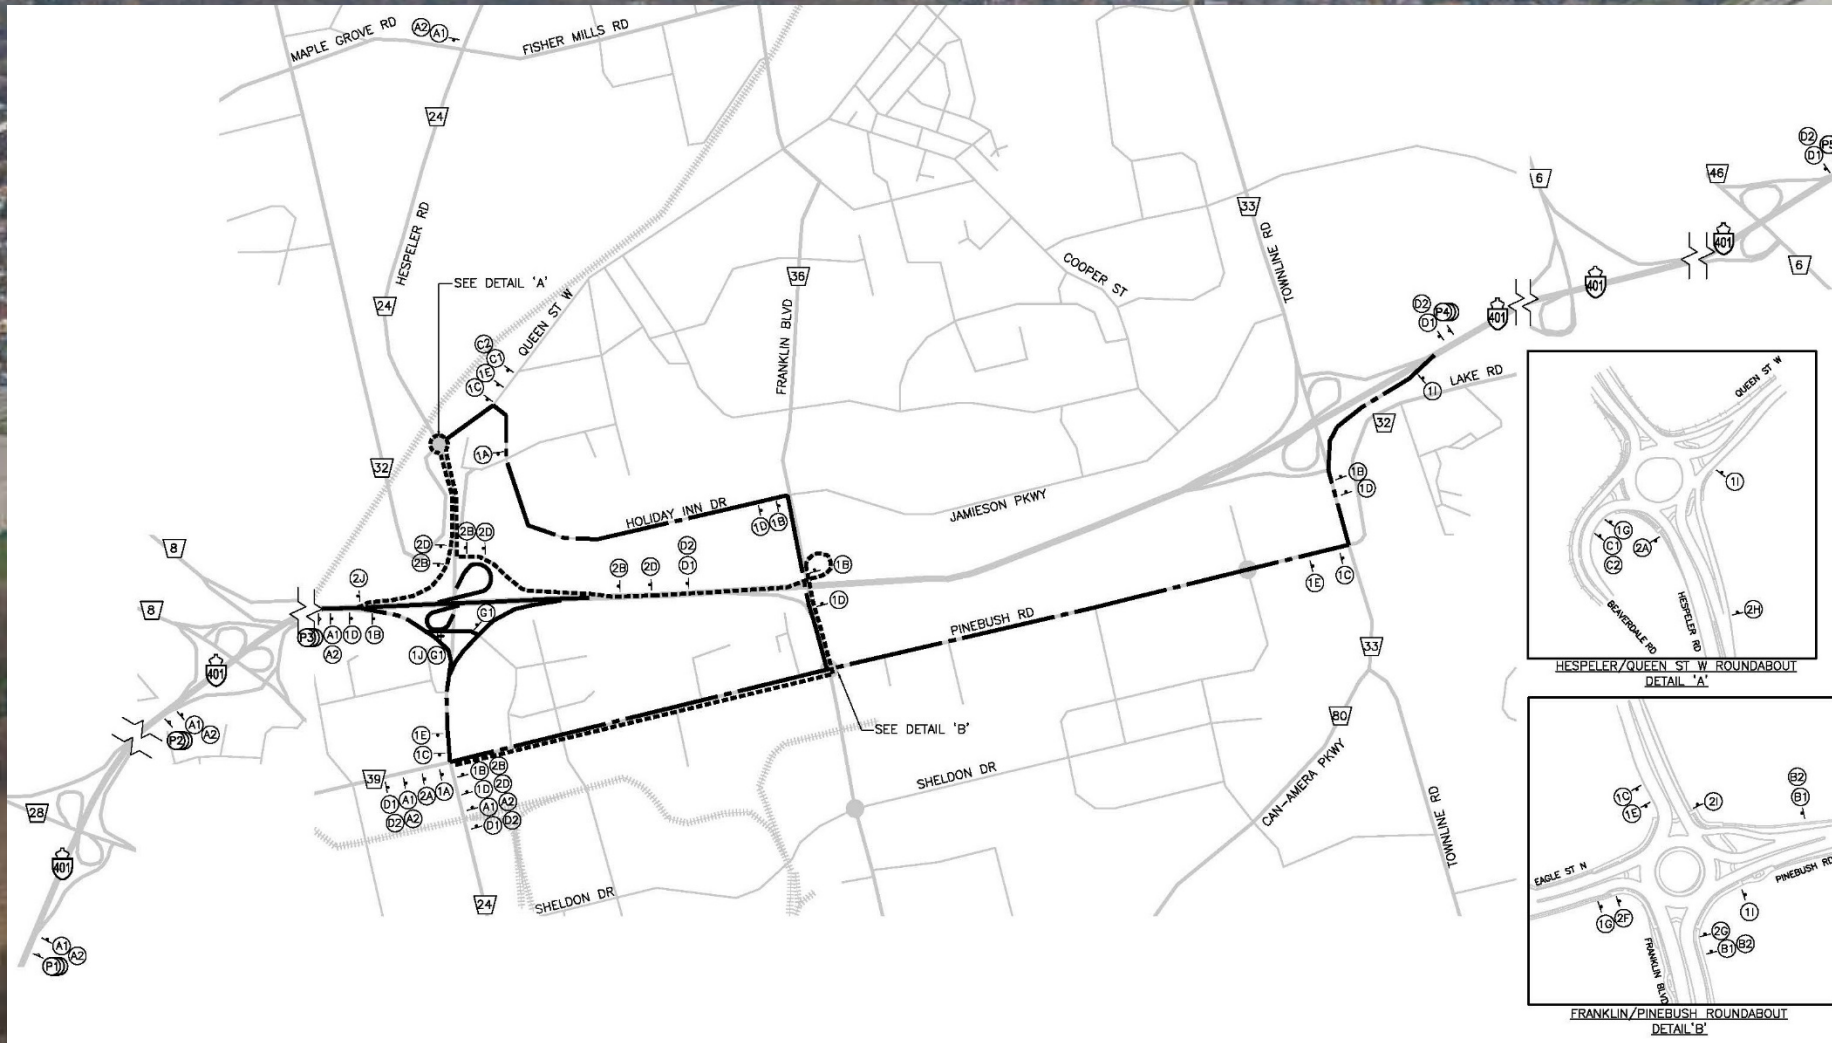 MAPLE GROVE RD
A2 A1
FISHER MILLS RD
24
HESPELER RD
24
SEE DETAIL 'A'
QUEEN ST W
C2
C1
1E
1C
1A
32
36
FRANKLIN BLVD
COOPER ST
33
TOWNLINE RD
6
46
D2
D1
P5
401
6
401
401
D2
D1
P4
1I
LAKE RD
32
1B
1D
HOLIDAY INN DR
1D 1B
JAMIESON PKWY
8
8
2D
2B
2B 2D
2J
2B 2D
D2
D1
1B
1D
G1
1J G1
P3 A1 1D 1B
A2
401
A1
A2
P2
PINEBUSH RD
1E 1C
33
SEE DETAIL 'B'
1E
1C
39
D1 A1 2A 1A
D2 A2
1B 2B
1D 2D
A1 A2
D1 D2
28
401
A1
A2
P1
24
SHELDON DR
SHELDON DR
80
CAN-AMERA PKWY
TOWNLINE RD
QUEEN ST W
1I
1G
C1
C2
2A
2H
BEAVERDALE RD
HESPELER RD
HESPELER/QUEEN ST W ROUNDABOUT
DETAIL 'A'
1C
1E
2I
B2
B1
EAGLE ST N
PINEBUSH RD
1G 2F
1I
2G
B1 B2
FRANKLIN BLVD
FRANKLIN/PINEBUSH ROUNDABOUT
DETAIL'B'